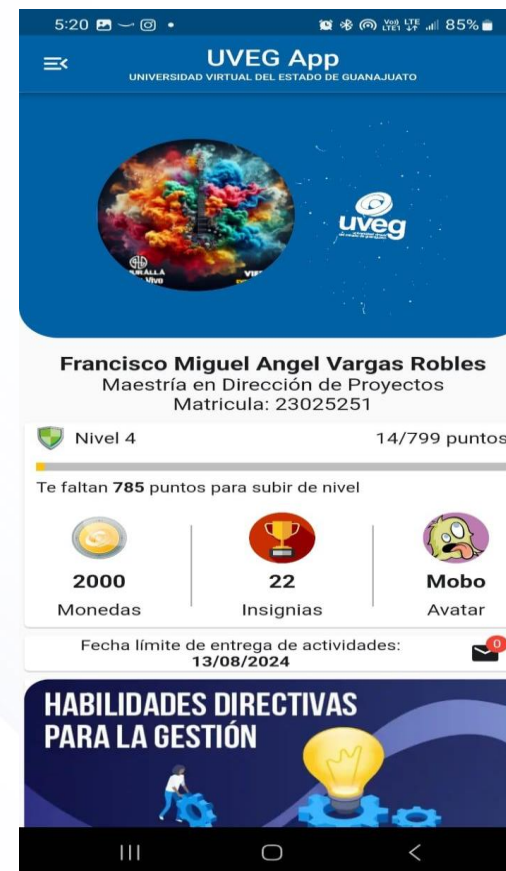 5:20
Vo)) LTE
LTE1
85%
UVEG App
UNIVERSIDAD VIRTUAL DEL ESTADO DE GUANAJUATO
uveg
Francisco Miguel Angel Vargas Robles
Maestría en Dirección de Proyectos
Matricula: 23025251
Nivel 4
14/799 puntos
Te faltan 785 puntos para subir de nivel
2000
22
Mobo
Monedas
Insignias
Avatar
Fecha límite de entrega de actividades:
0
13/08/2024
HABILIDADES DIRECTIVAS
PARA LA GESTIÓN